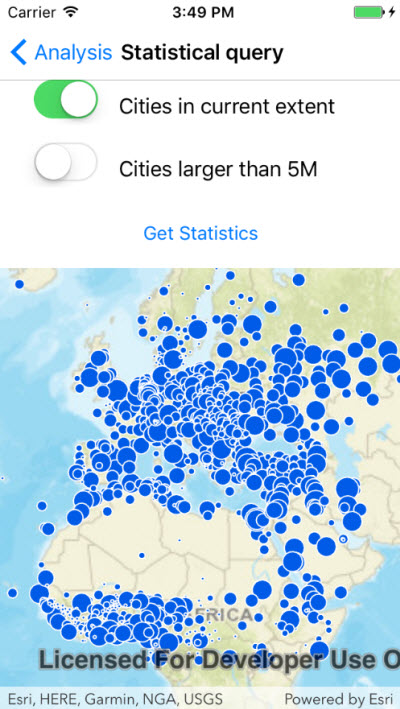 Carrier 3:49 PM
Analysis Statistical query
Cities in current extent
Cities larger than 5M
Get Statistics
FRICA
Licensed For Developer Use O
Esri, HERE, Garmin, NGA, USGS Powered by Esri